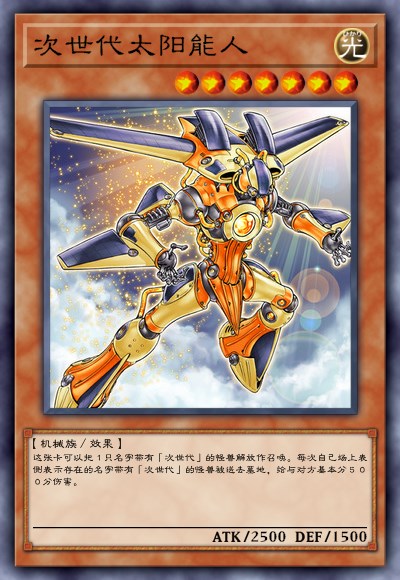 次世代太阳能人
光
【机械族／效果】
这张卡可以把１只名字带有「次世代」的怪兽解放作召唤。每次自己场上表
侧表示存在的名字带有「次世代」的怪兽被送去墓地，给与对方基本分５０
０分伤害。
ATK/2500 DEF/1500